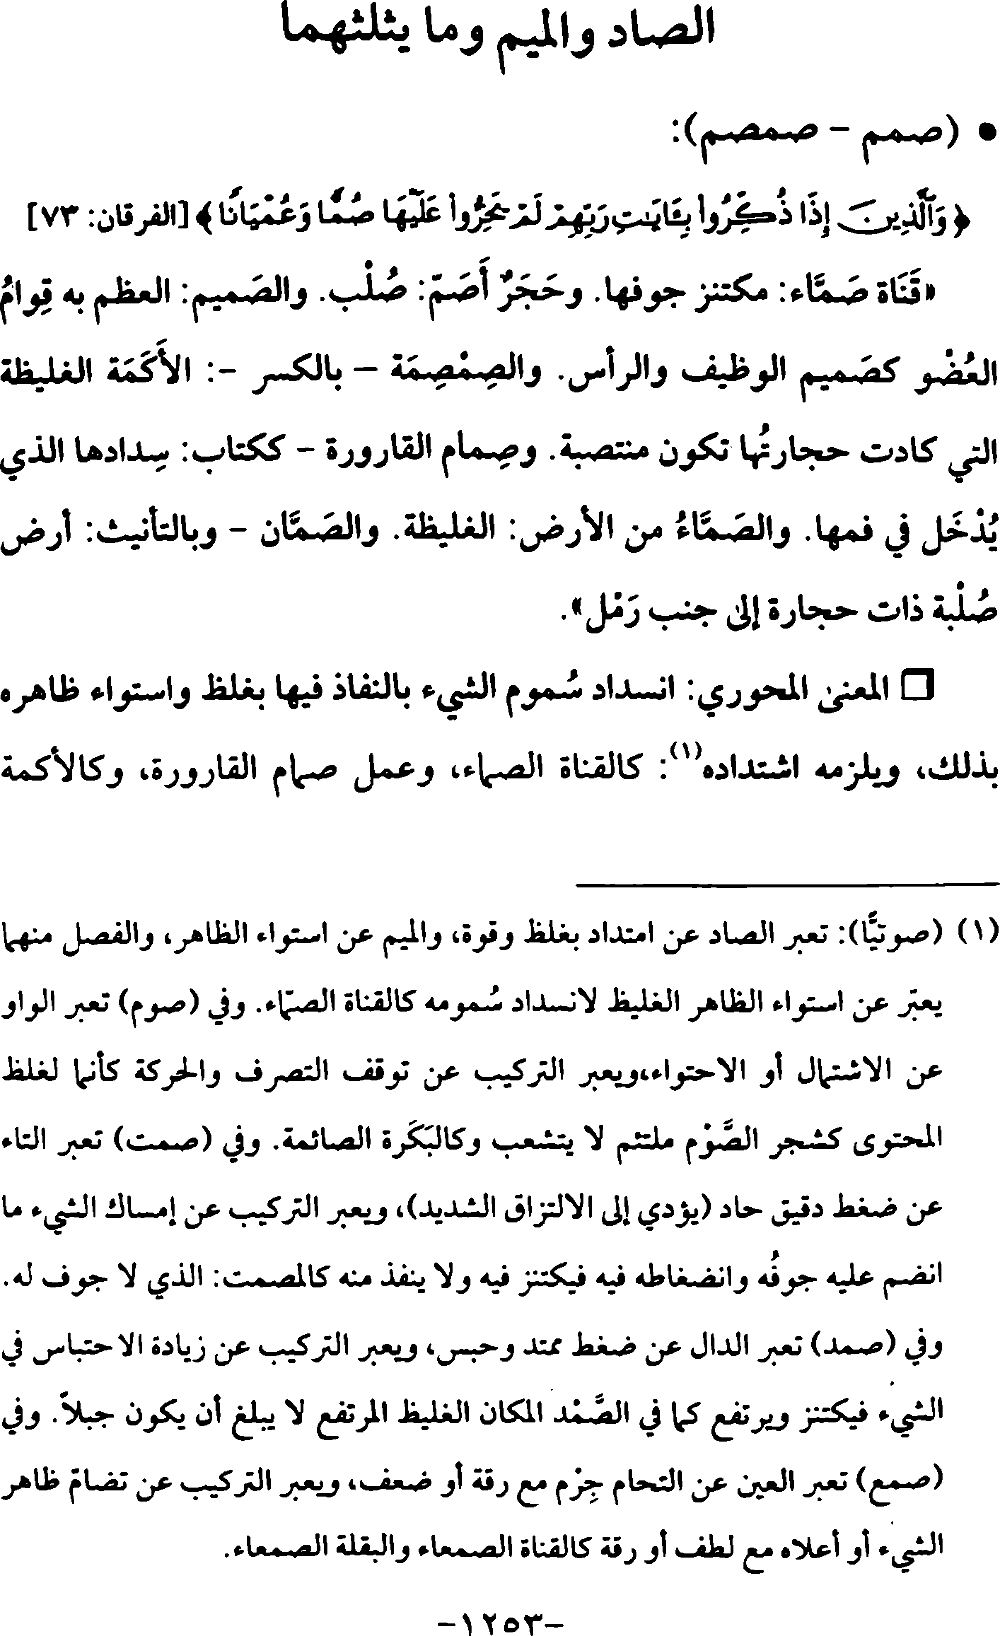 الصاد والميم وما يثلثهما
• (صمم - صمصم):
﴿وَٱلَّذِينَ إِذَا ذُكِّرُوا۟ بِـَٔايَـٰتِ رَبِّهِمْ لَمْ يَخِرُّوا۟ عَلَيْهَا صُمًّا وَعُمْيَانًا﴾ [الفرقان: ٧٣]
«قَنَاة صَمَّاء: مكتنز جوفها. وحَجَرٌ أَصَمّ: صُلْب. والصَميم: العظم به قِوامُ
العُضْو كصَميم الوظيف والرأس. والصِمْصِمَة – بالكسر -: الأَكَمَة الغليظة
التي كادت حجارتُها تكون منتصبة. وصِمام القارورة - ككتاب: سِدادها الذي
يُدْخَل في فمها. والصَمَّاءُ من الأرض: الغليظة. والصَمَّان - وبالتأنيث: أرض
صُلْبة ذات حجارة إلى جنب رَمْل».
□ المعنى المحوري: انسداد سُموم الشيء بالنفاذ فيها بغلظ واستواء ظاهره
بذلك، ويلزمه اشتداده(١): كالقناة الصماء، وعمل صمام القارورة، وكالأكمة
(١) (صوتيًّا): تعبر الصاد عن امتداد بغلظ وقوة، والميم عن استواء الظاهر، والفصل منهما
يعبّر عن استواء الظاهر الغليظ لانسداد سُمومه كالقناة الصمّاء. وفي (صوم) تعبر الواو
عن الاشتمال أو الاحتواء،ويعبر التركيب عن توقف التصرف والحركة كأنما لغلظ
المحتوى كشجر الصَّوْم ملتئم لا يتشعب وكالبَكَرة الصائمة. وفي (صمت) تعبر التاء
عن ضغط دقيق حاد (يؤدي إلى الالتزاق الشديد)، ويعبر التركيب عن إمساك الشيء ما
انضم عليه جوفُه وانضغاطه فيه فيكتنز فيه ولا ينفذ منه كالمصمت: الذي لا جوف له.
وفي (صمد) تعبر الدال عن ضغط ممتد وحبس، ويعبر التركيب عن زيادة الاحتباس في
الشيء فيكتنز ويرتفع كما في الصَّمْد المكان الغليظ المرتفع لا يبلغ أن يكون جبلاً. وفي
(صمع) تعبر العين عن التحام جِرْم مع رقة أو ضعف، ويعبر التركيب عن تضامّ ظاهر
الشيء أو أعلاه مع لطف أو رقة كالقناة الصمعاء والبقلة الصمعاء.
-١٢٥٣-